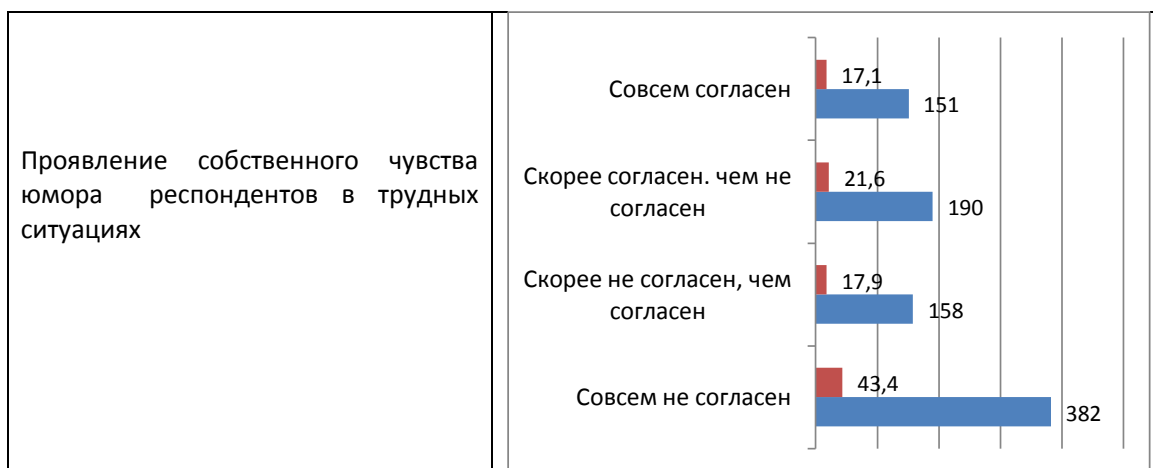 Проявление собственного чувства
юмора респондентов в трудных
ситуациях
Совсем согласен
17,1
151
Скорее согласен. чем не
согласен
21,6
190
Скорее не согласен, чем
согласен
17,9
158
Совсем не согласен
43,4
382